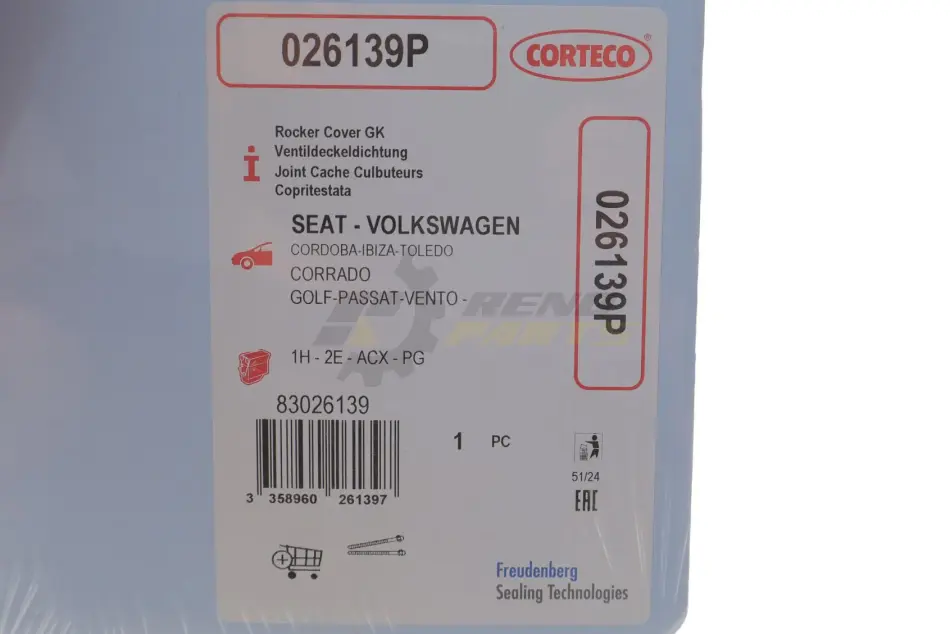 026139P
CORTECO®
Rocker Cover GK
Ventildeckeldichtung
Joint Cache Culbuteurs
Copritestata
SEAT - VOLKSWAGEN
CORDOBA-IBIZA-TOLEDO
CORRADO
GOLF-PASSAT-VENTO -
026139P
1H - 2E - ACX - PG
83026139
1 PC
3 358960 261397
51/24
EAC
Freudenberg
Sealing Technologies
PARTS